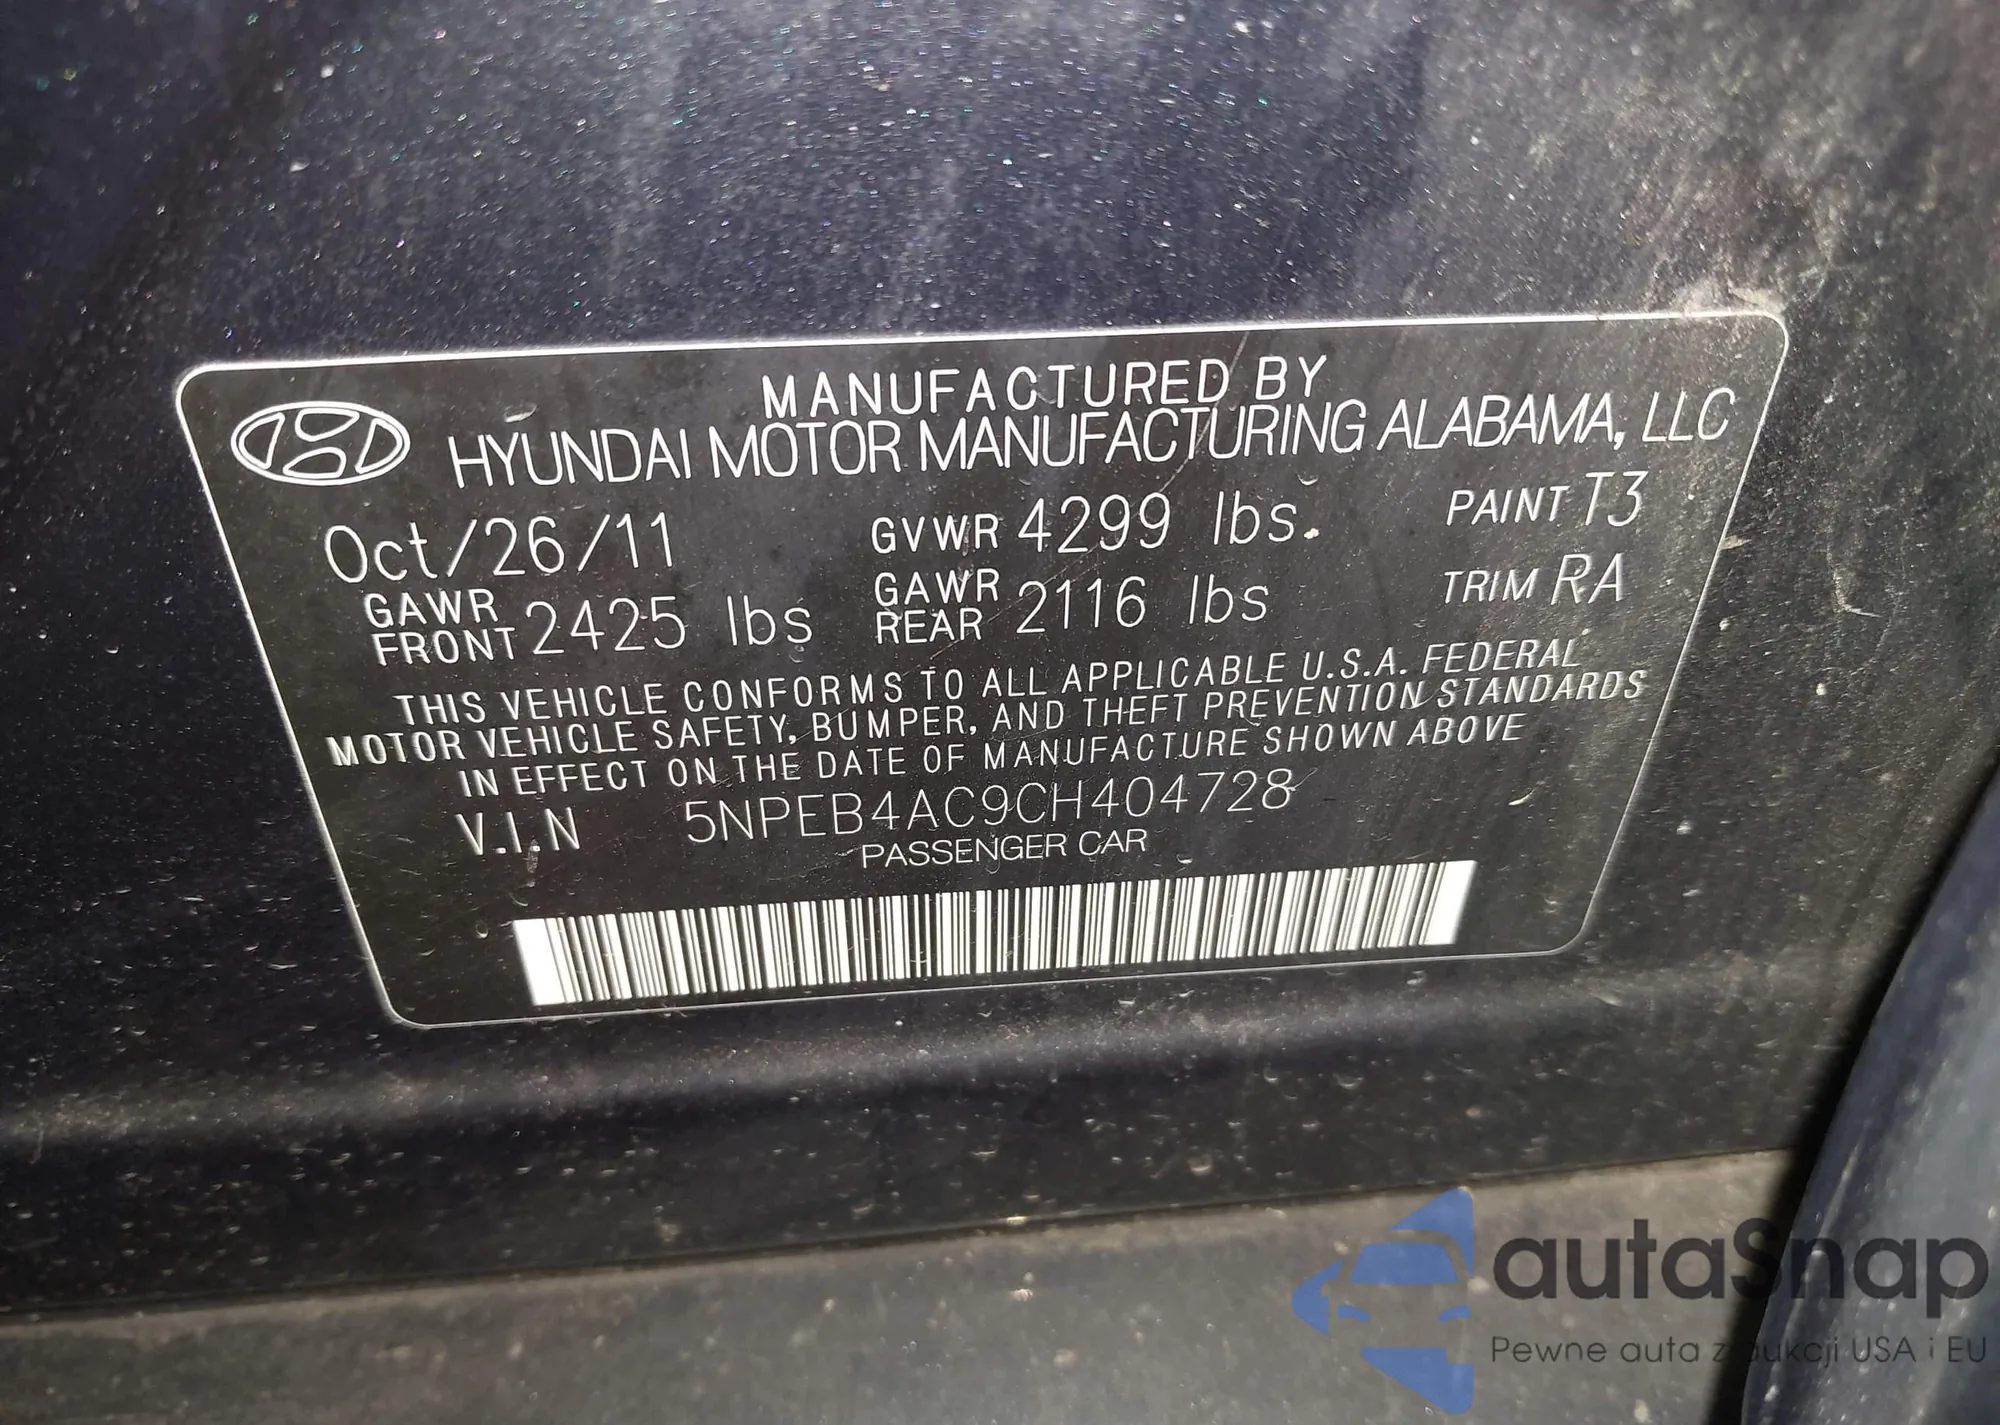 MANUFACTURED BY
HYUNDAI MOTOR MANUFACTURING ALABAMA, LLC
Oct/26/11 GVWR 4299 lbs. PAINT T3
GAWR FRONT 2425 lbs GAWR REAR 2116 lbs TRIM RA
THIS VEHICLE CONFORMS TO ALL APPLICABLE U.S.A. FEDERAL
MOTOR VEHICLE SAFETY, BUMPER, AND THEFT PREVENTION STANDARDS
IN EFFECT ON THE DATE OF MANUFACTURE SHOWN ABOVE
V.I.N 5NPEB4AC9CH404728
PASSENGER CAR
autaSnap
Pewne auta z aukcji USA i EU